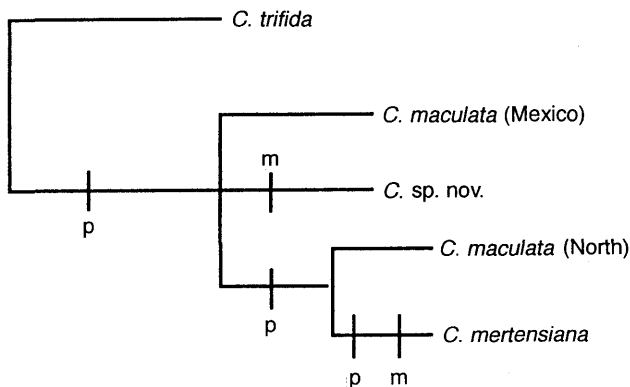 C. trifida
C. maculata (Mexico)
m
C. sp. nov.
p
C. maculata (North)
p
C. mertensiana
p m